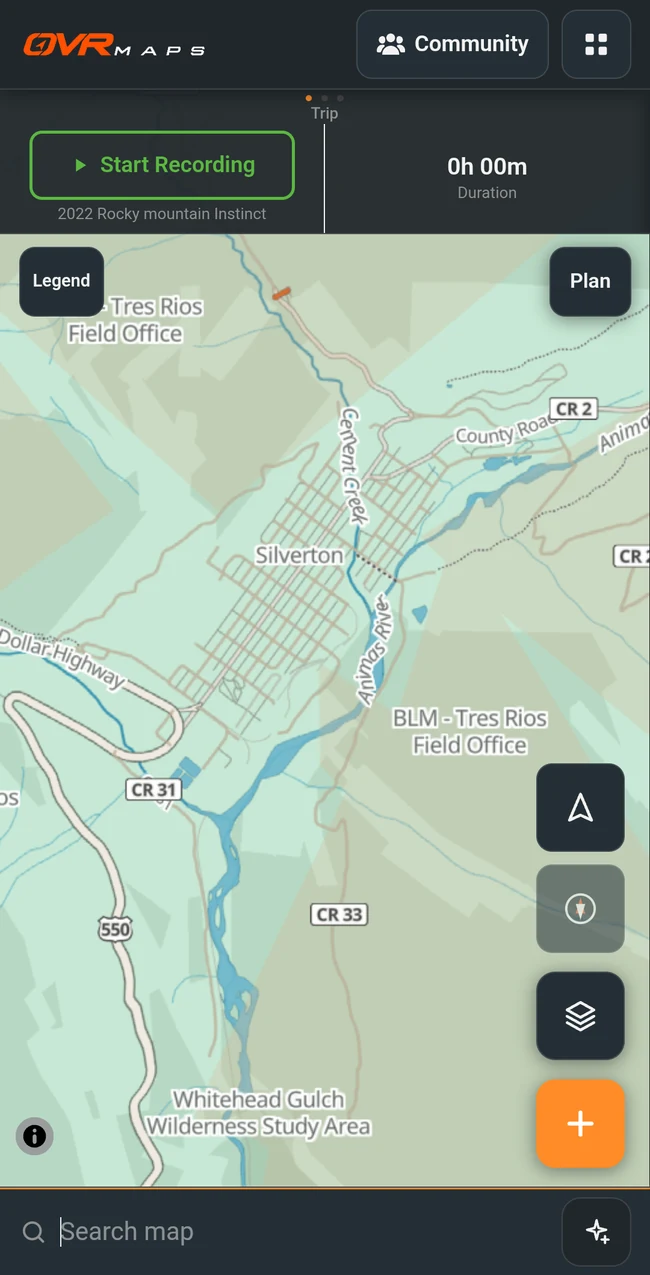 OVR MAPS
Community
Trip
Start Recording
0h 00m
Duration
2022 Rocky mountain Instinct
Legend
Plan
- Tres Rios
Field Office
CR 2
County Road
Cement Creek
Silverton
Animas River
Dollar Highway
BLM - Tres Rios
Field Office
CR 31
CR 33
550
Whitehead Gulch
Wilderness Study Area
Search map